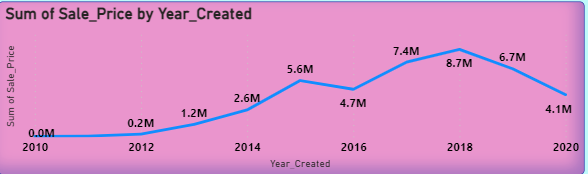 Sum of Sale_Price by Year_Created
Sum of Sale_Price
0.0M
0.2M
1.2M
2.6M
5.6M
4.7M
7.4M
8.7M
6.7M
4.1M
2010 2012 2014 2016 2018 2020
Year_Created